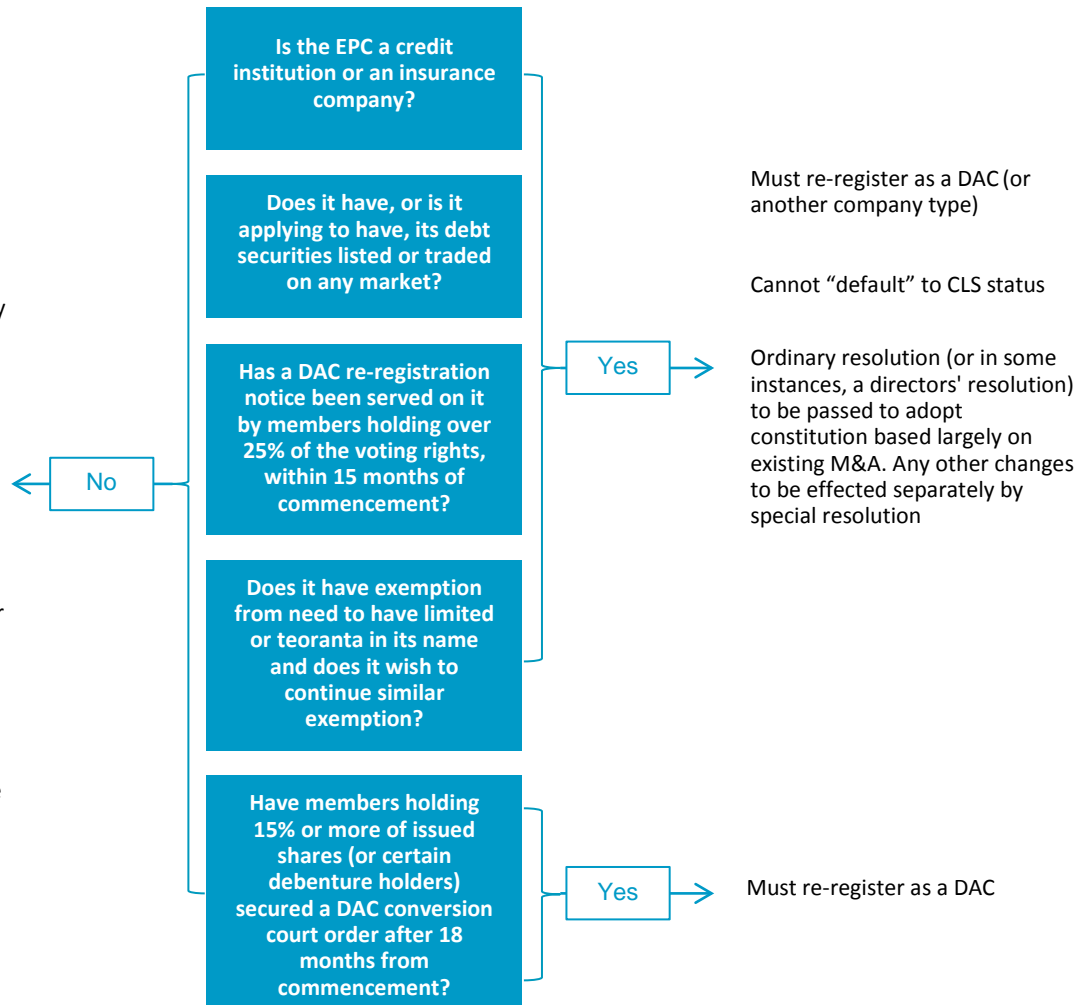 Is the EPC a credit
institution or an insurance
company?
Does it have, or is it
applying to have, its debt
securities listed or traded
on any market?
Has a DAC re-registration
notice been served on it
by members holding over
25% of the voting rights,
within 15 months of
commencement?
Does it have exemption
from need to have limited
or teoranta in its name
and does it wish to
continue similar
exemption?
Have members holding
15% or more of issued
shares (or certain
debenture holders)
secured a DAC conversion
court order after 18
months from
commencement?
No
Yes
Must re-register as a DAC (or
another company type)
Cannot “default” to CLS status
Ordinary resolution (or in some
instances, a directors' resolution)
to be passed to adopt
constitution based largely on
existing M&A. Any other changes
to be effected separately by
special resolution
Yes
Must re-register as a DAC